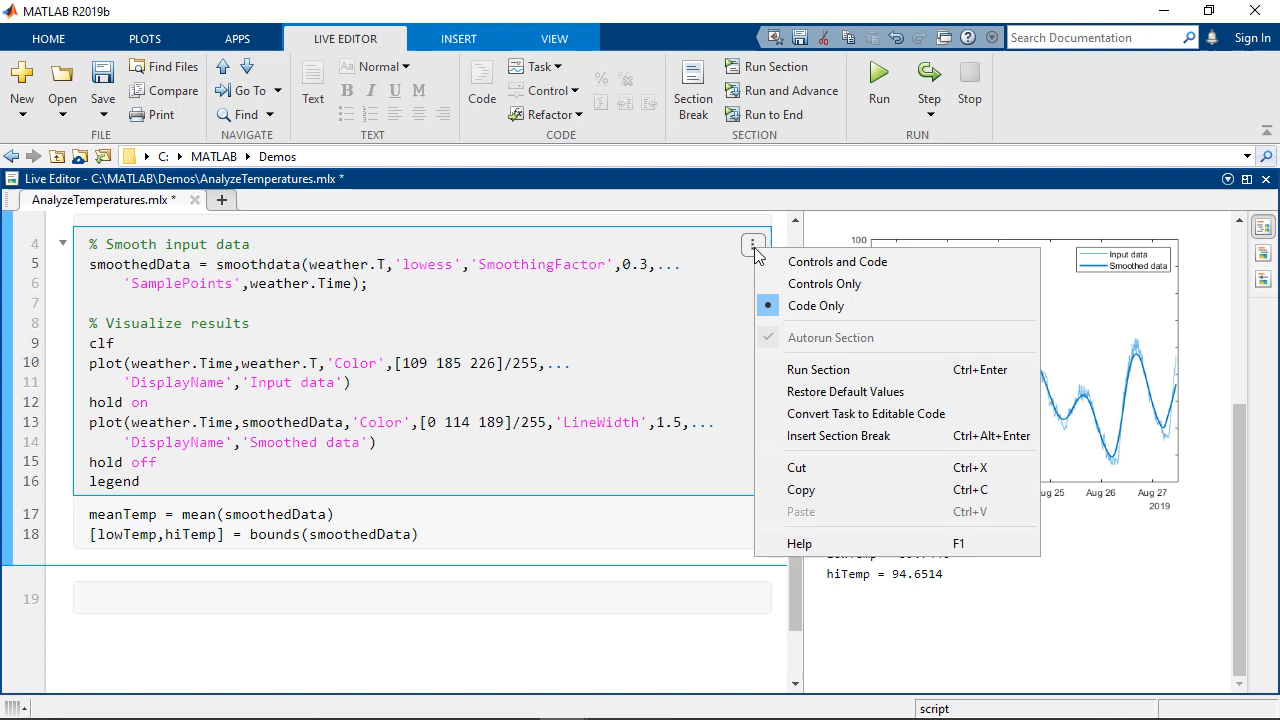 MATLAB R2019b
HOME PLOTS APPS LIVE EDITOR INSERT VIEW Search Documentation Sign In
New Open Save Find Files Compare Print
FILE
Go To Find
NAVIGATE
Text Aa Normal B I U M
TEXT
Code Task Control Refactor
CODE
Section Break Run Section Run and Advance Run to End
SECTION
Run Step Stop
RUN
C: MATLAB Demos
Live Editor - C:\MATLAB\Demos\AnalyzeTemperatures.mlx *
AnalyzeTemperatures.mlx *
4 % Smooth input data
5 smoothedData = smoothdata(weather.T,'lowess','SmoothingFactor',0.3,...
6 'SamplePoints',weather.Time);
7
8 % Visualize results
9 clf
10 plot(weather.Time,weather.T,'Color',[109 185 226]/255,...
11 'DisplayName','Input data')
12 hold on
13 plot(weather.Time,smoothedData,'Color',[0 114 189]/255,'LineWidth',1.5,...
14 'DisplayName','Smoothed data')
15 hold off
16 legend
17 meanTemp = mean(smoothedData)
18 [lowTemp,hiTemp] = bounds(smoothedData)
19
Controls and Code
Controls Only
Code Only
Autorun Section
Run Section Ctrl+Enter
Restore Default Values
Convert Task to Editable Code
Insert Section Break Ctrl+Alt+Enter
Cut Ctrl+X
Copy Ctrl+C
Paste Ctrl+V
Help F1
100
Input data
Smoothed data
Aug 26 Aug 27
2019
hiTemp = 94.6514
script